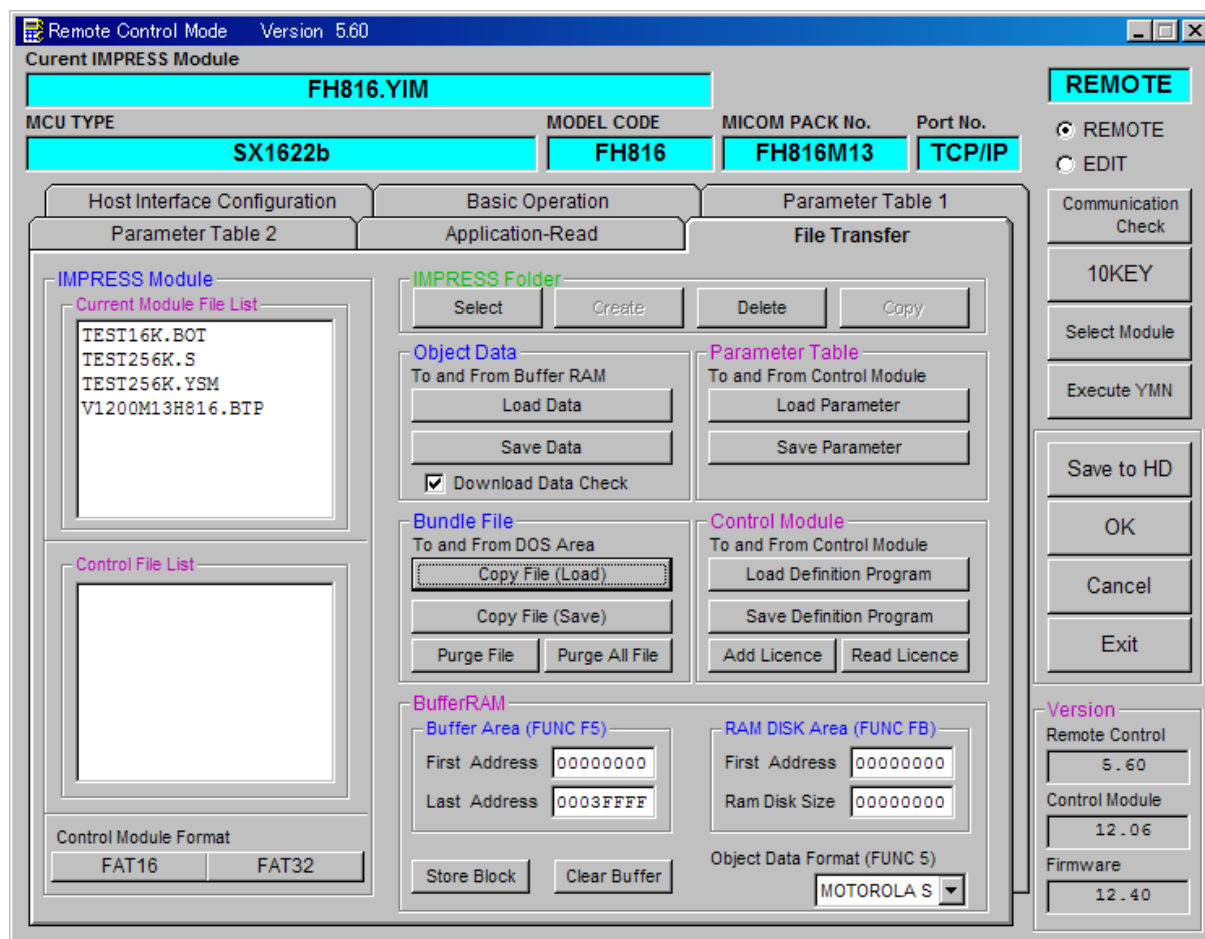 Remote Control Mode Version 5.60
Curent IMPRESS Module
FH816.YIM
REMOTE
MCU TYPE
MODEL CODE
MICOM PACK No.
Port No.
SX1622b
FH816
FH816M13
TCP/IP
REMOTE
EDIT
Host Interface Configuration
Basic Operation
Parameter Table 1
Parameter Table 2
Application-Read
File Transfer
Communication
Check
10KEY
Select Module
Execute YMN
IMPRESS Module
Current Module File List
TEST16K.BOT
TEST256K.S
TEST256K.YSM
V1200M13H816.BTP
Control File List
Control Module Format
FAT16
FAT32
IMPRESS Folder
Select
Create
Delete
Copy
Object Data
To and From Buffer RAM
Load Data
Save Data
Download Data Check
Parameter Table
To and From Control Module
Load Parameter
Save Parameter
Bundle File
To and From DOS Area
Copy File (Load)
Copy File (Save)
Purge File
Purge All File
Control Module
To and From Control Module
Load Definition Program
Save Definition Program
Add Licence
Read Licence
BufferRAM
Buffer Area (FUNC F5)
First Address 00000000
Last Address 0003FFFF
RAM DISK Area (FUNC FB)
First Address 00000000
Ram Disk Size 00000000
Store Block
Clear Buffer
Object Data Format (FUNC 5)
MOTOROLA S
Save to HD
OK
Cancel
Exit
Version
Remote Control
5.60
Control Module
12.06
Firmware
12.40